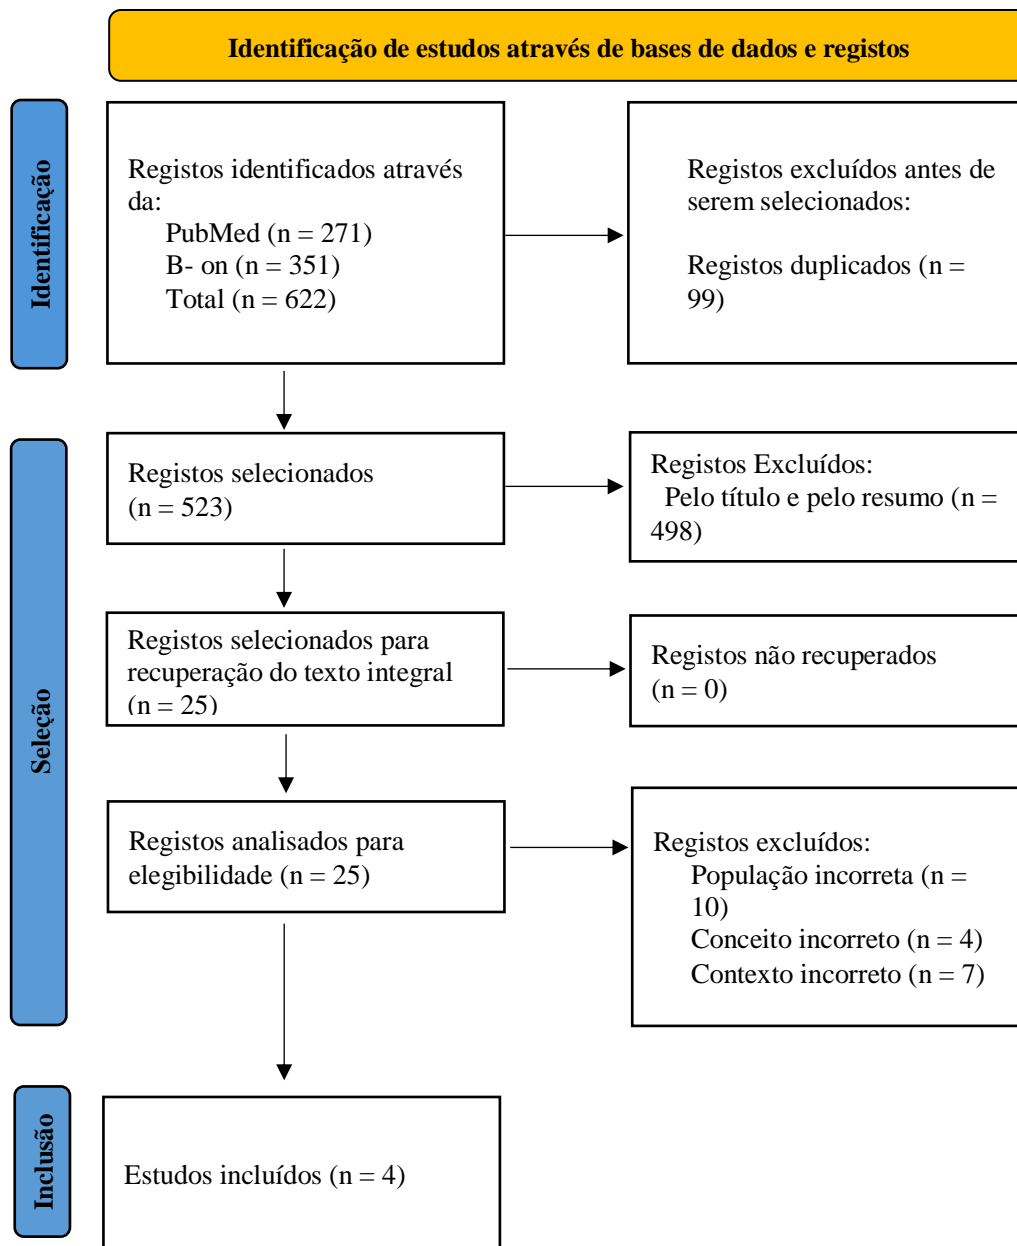 Identificação de estudos através de bases de dados e registos
Identificação
Registos identificados através
da:
PubMed (n = 271)
B- on (n = 351)
Total (n = 622)
Registos excluídos antes de
serem selecionados:
Registos duplicados (n =
99)
Seleção
Registos selecionados
(n = 523)
Registos Excluídos:
Pelo título e pelo resumo (n =
498)
Registos selecionados para
recuperação do texto integral
(n = 25)
Registos não recuperados
(n = 0)
Registos analisados para
elegibilidade (n = 25)
Registos excluídos:
População incorreta (n =
10)
Conceito incorreto (n = 4)
Contexto incorreto (n = 7)
Inclusão
Estudos incluídos (n = 4)